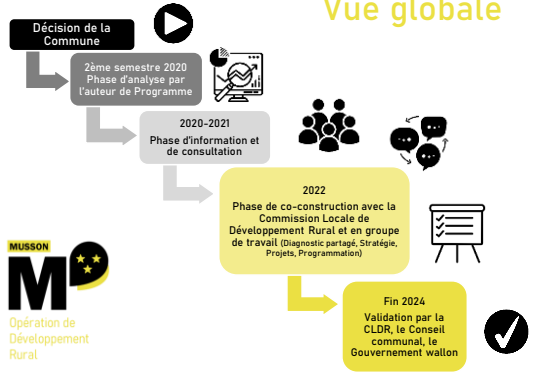 Vue globale
Décision de la
Commune
2ème semestre 2020
Phase d'analyse par
l'auteur de Programme
2020-2021
Phase d'information et
de consultation
2022
Phase de co-construction avec la
Commission Locale de
Développement Rural et en groupe
de travail (Diagnostic partagé, Stratégie,
Projets, Programmation)
Fin 2024
Validation par la
CLDR, le Conseil
communal, le
Gouvernement wallon
MUSSON
M
Opération de
Développement
Rural